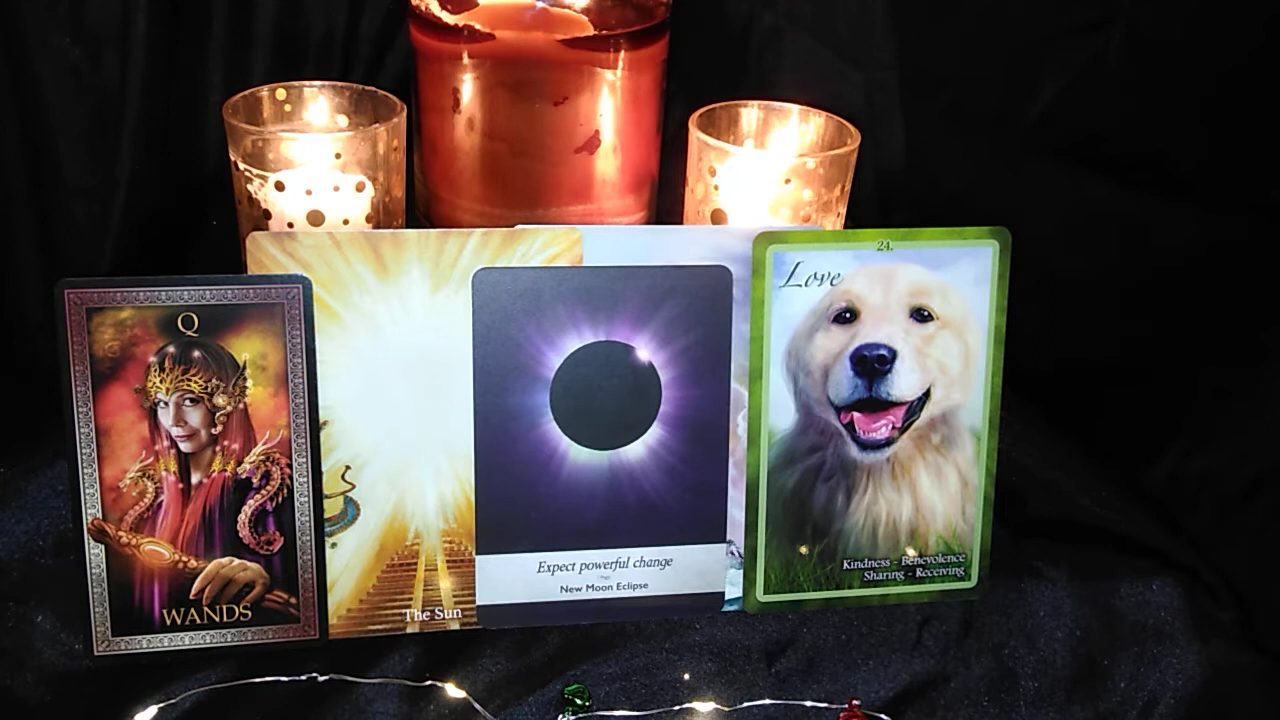 Q
WANDS
The Sun
Expect powerful change
New Moon Eclipse
24.
Love
Kindness - Benevolence
Sharing - Receiving